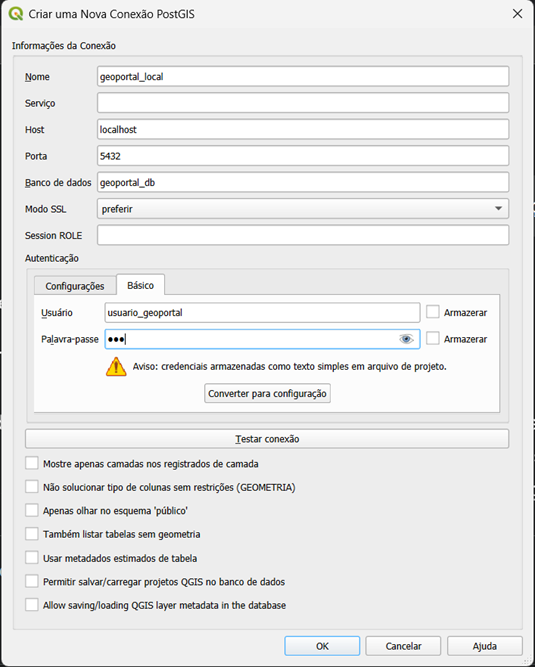 Criar uma Nova Conexão PostGIS
Informações da Conexão
Nome geoportal_local
Serviço
Host localhost
Porta 5432
Banco de dados geoportal_db
Modo SSL preferir
Session ROLE
Autenticação
Configurações Básico
Usuário usuario_geoportal Armazerar
Palavra-passe ●●● Armazerar
Aviso: credenciais armazenadas como texto simples em arquivo de projeto.
Converter para configuração
Testar conexão
Mostre apenas camadas nos registrados de camada
Não solucionar tipo de colunas sem restrições (GEOMETRIA)
Apenas olhar no esquema 'público'
Também listar tabelas sem geometria
Usar metadados estimados de tabela
Permitir salvar/carregar projetos QGIS no banco de dados
Allow saving/loading QGIS layer metadata in the database
OK Cancelar Ajuda